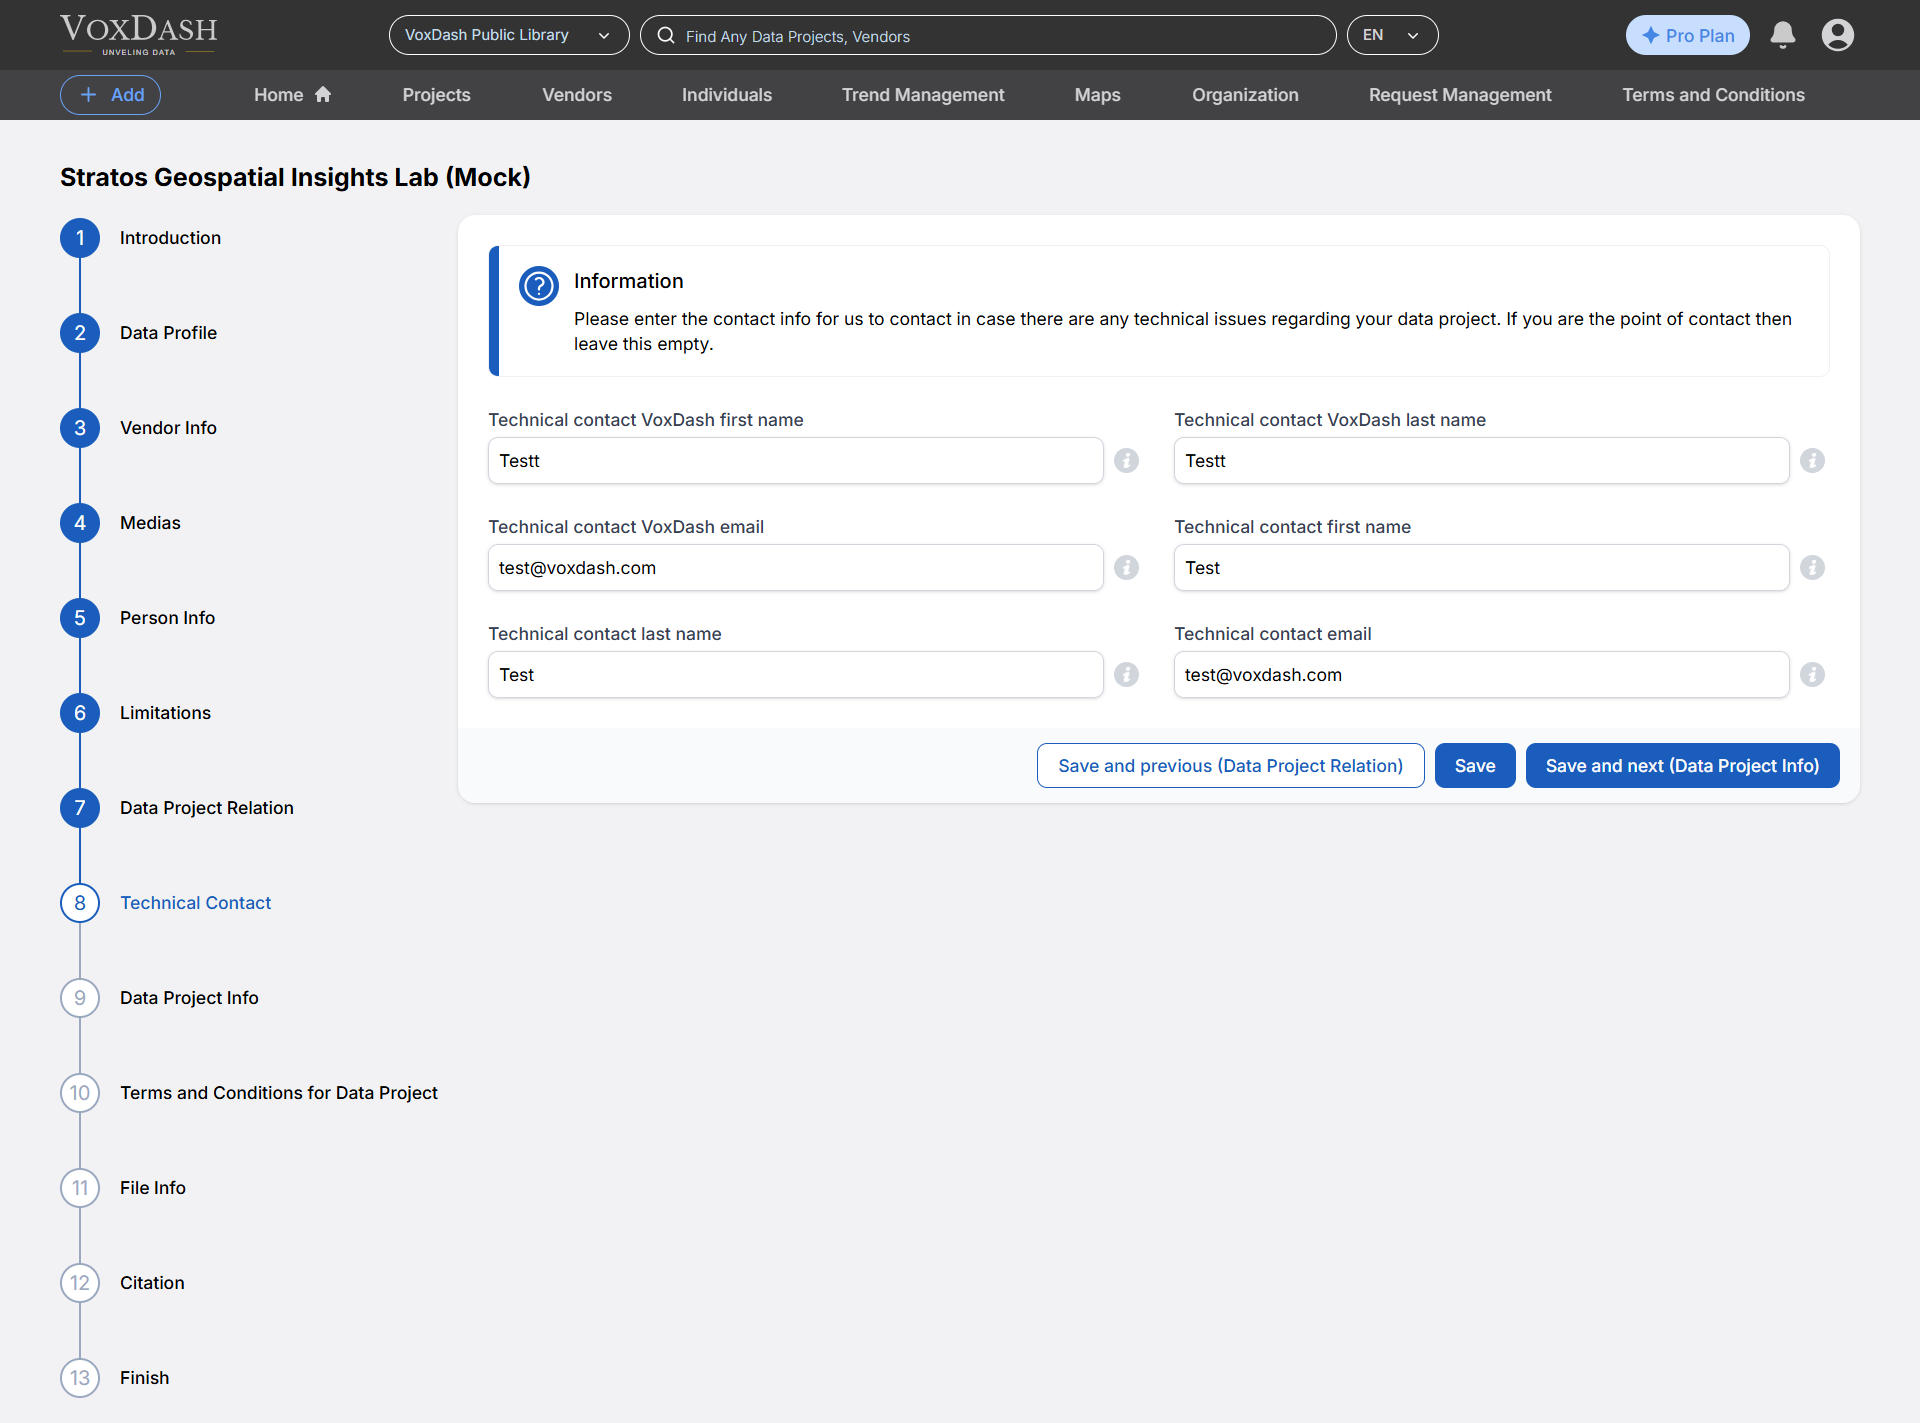 VOXDASH
UNVELING DATA
VoxDash Public Library
Find Any Data Projects, Vendors
EN
Pro Plan
Add
Home
Projects
Vendors
Individuals
Trend Management
Maps
Organization
Request Management
Terms and Conditions
Stratos Geospatial Insights Lab (Mock)
1 Introduction
2 Data Profile
3 Vendor Info
4 Medias
5 Person Info
6 Limitations
7 Data Project Relation
8 Technical Contact
9 Data Project Info
10 Terms and Conditions for Data Project
11 File Info
12 Citation
13 Finish
Information
Please enter the contact info for us to contact in case there are any technical issues regarding your data project. If you are the point of contact then
leave this empty.
Technical contact VoxDash first name
Testt
Technical contact VoxDash last name
Testt
Technical contact VoxDash email
test@voxdash.com
Technical contact first name
Test
Technical contact last name
Test
Technical contact email
test@voxdash.com
Save and previous (Data Project Relation)
Save
Save and next (Data Project Info)